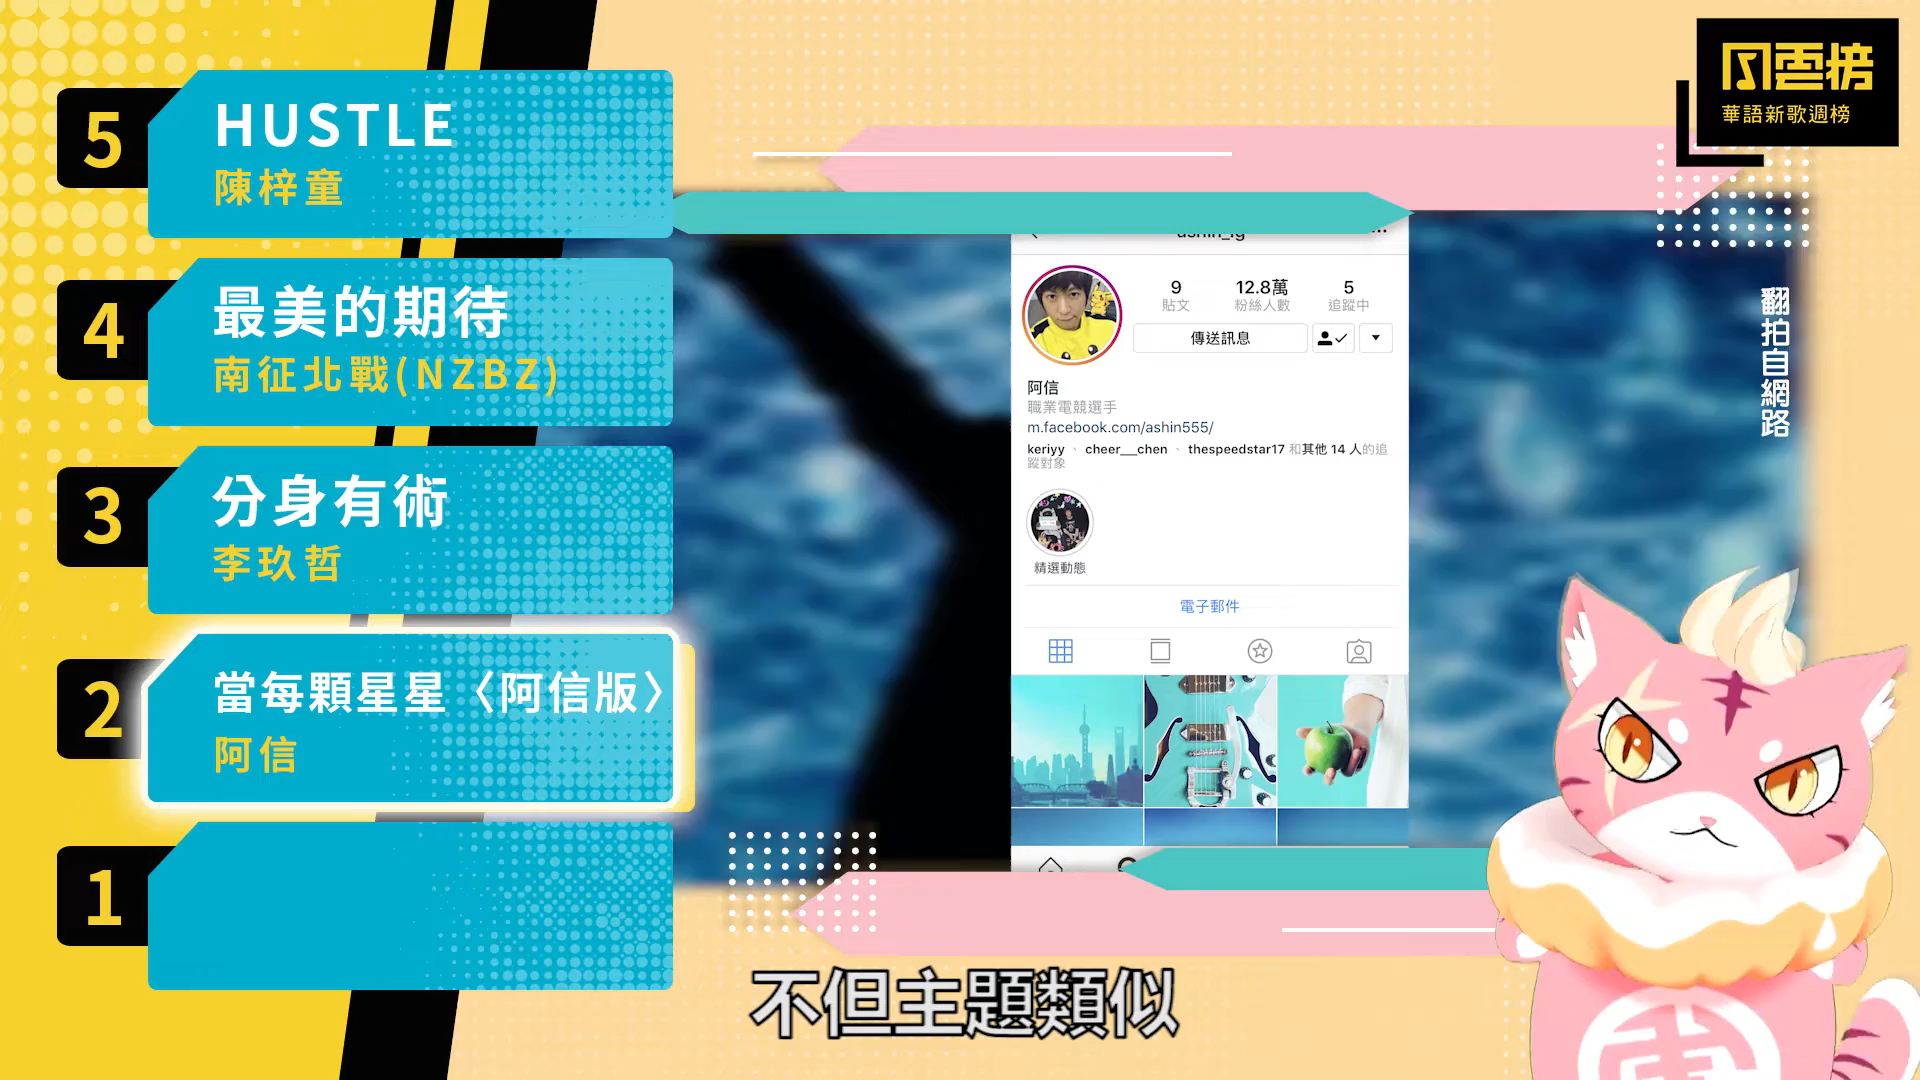 5
HUSTLE
陳梓童
4
最美的期待
南征北戰(NZBZ)
3
分身有術
李玖哲
2
當每顆星星〈阿信版〉
阿信
1
風雲榜
華語新歌週榜
翻拍自網路
ashin_ig
9
貼文
12.8萬
粉絲人數
5
追蹤中
傳送訊息
阿信
職業電競選手
m.facebook.com/ashin555/
keriyy、cheer__chen、thespeedstar17 和其他 14 人的追
蹤對象
精選動態
電子郵件
不但主題類似